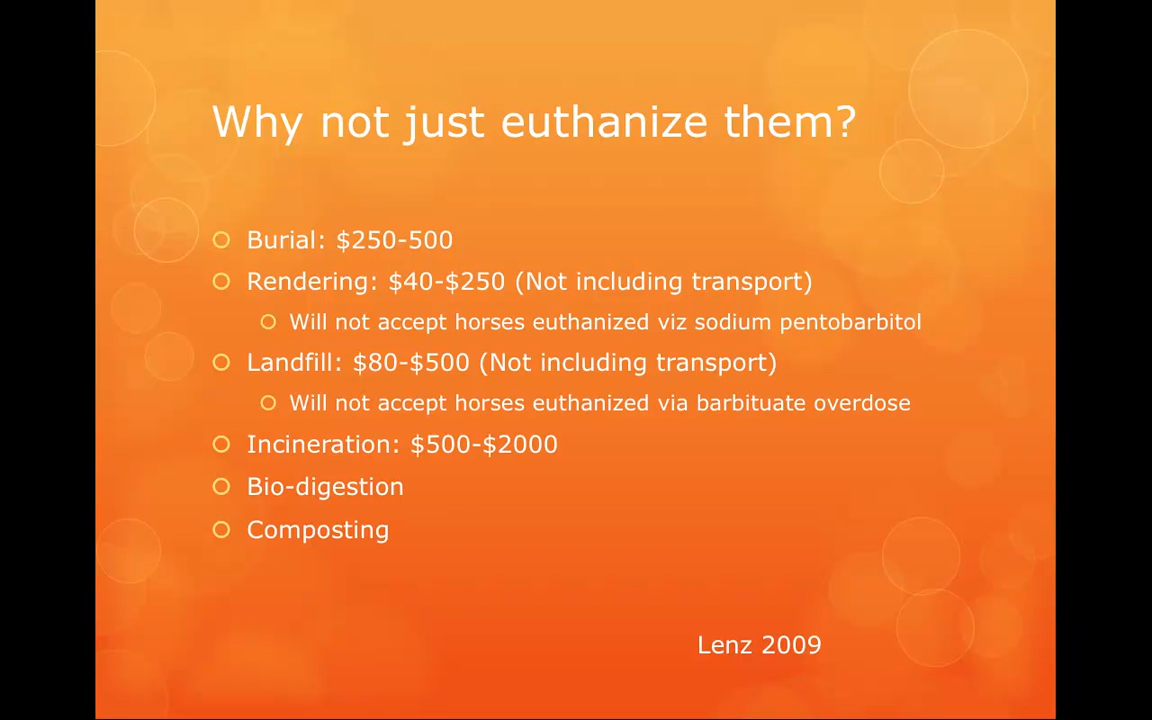 Why not just euthanize them?
Burial: $250-500
Rendering: $40-$250 (Not including transport)
Will not accept horses euthanized viz sodium pentobarbitol
Landfill: $80-$500 (Not including transport)
Will not accept horses euthanized via barbituate overdose
Incineration: $500-$2000
Bio-digestion
Composting
Lenz 2009